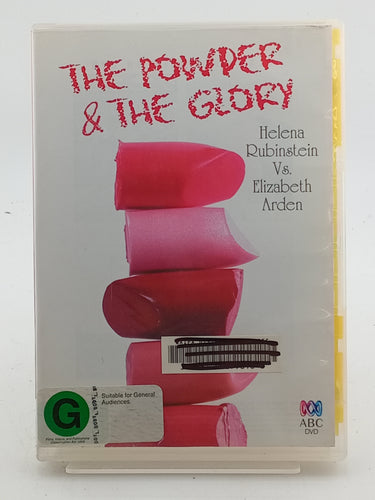 THE POWDER
& THE GLORY
Helena
Rubinstein
Vs.
Elizabeth
Arden
G
Suitable for General
Audiences.
ABC
DVD